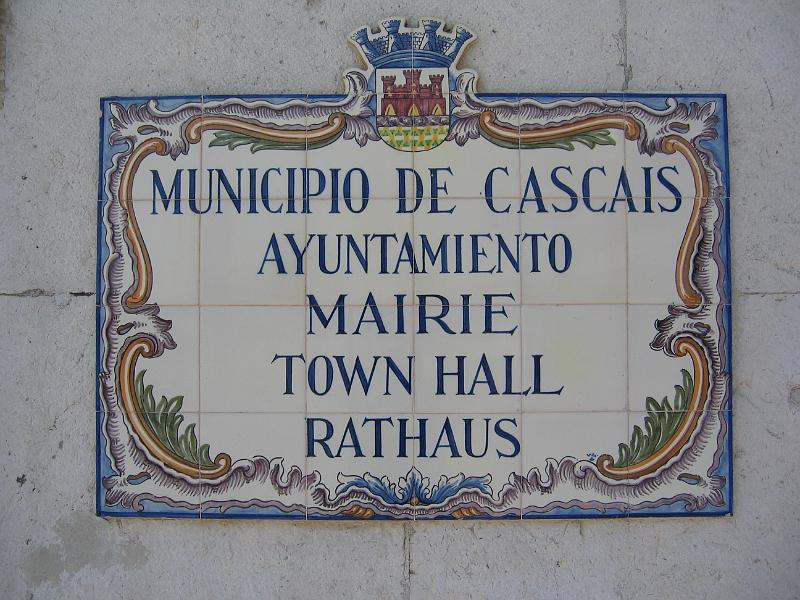 MUNICIPIO DE CASCAIS
AYUNTAMIENTO
MAIRIE
TOWN HALL
RATHAUS